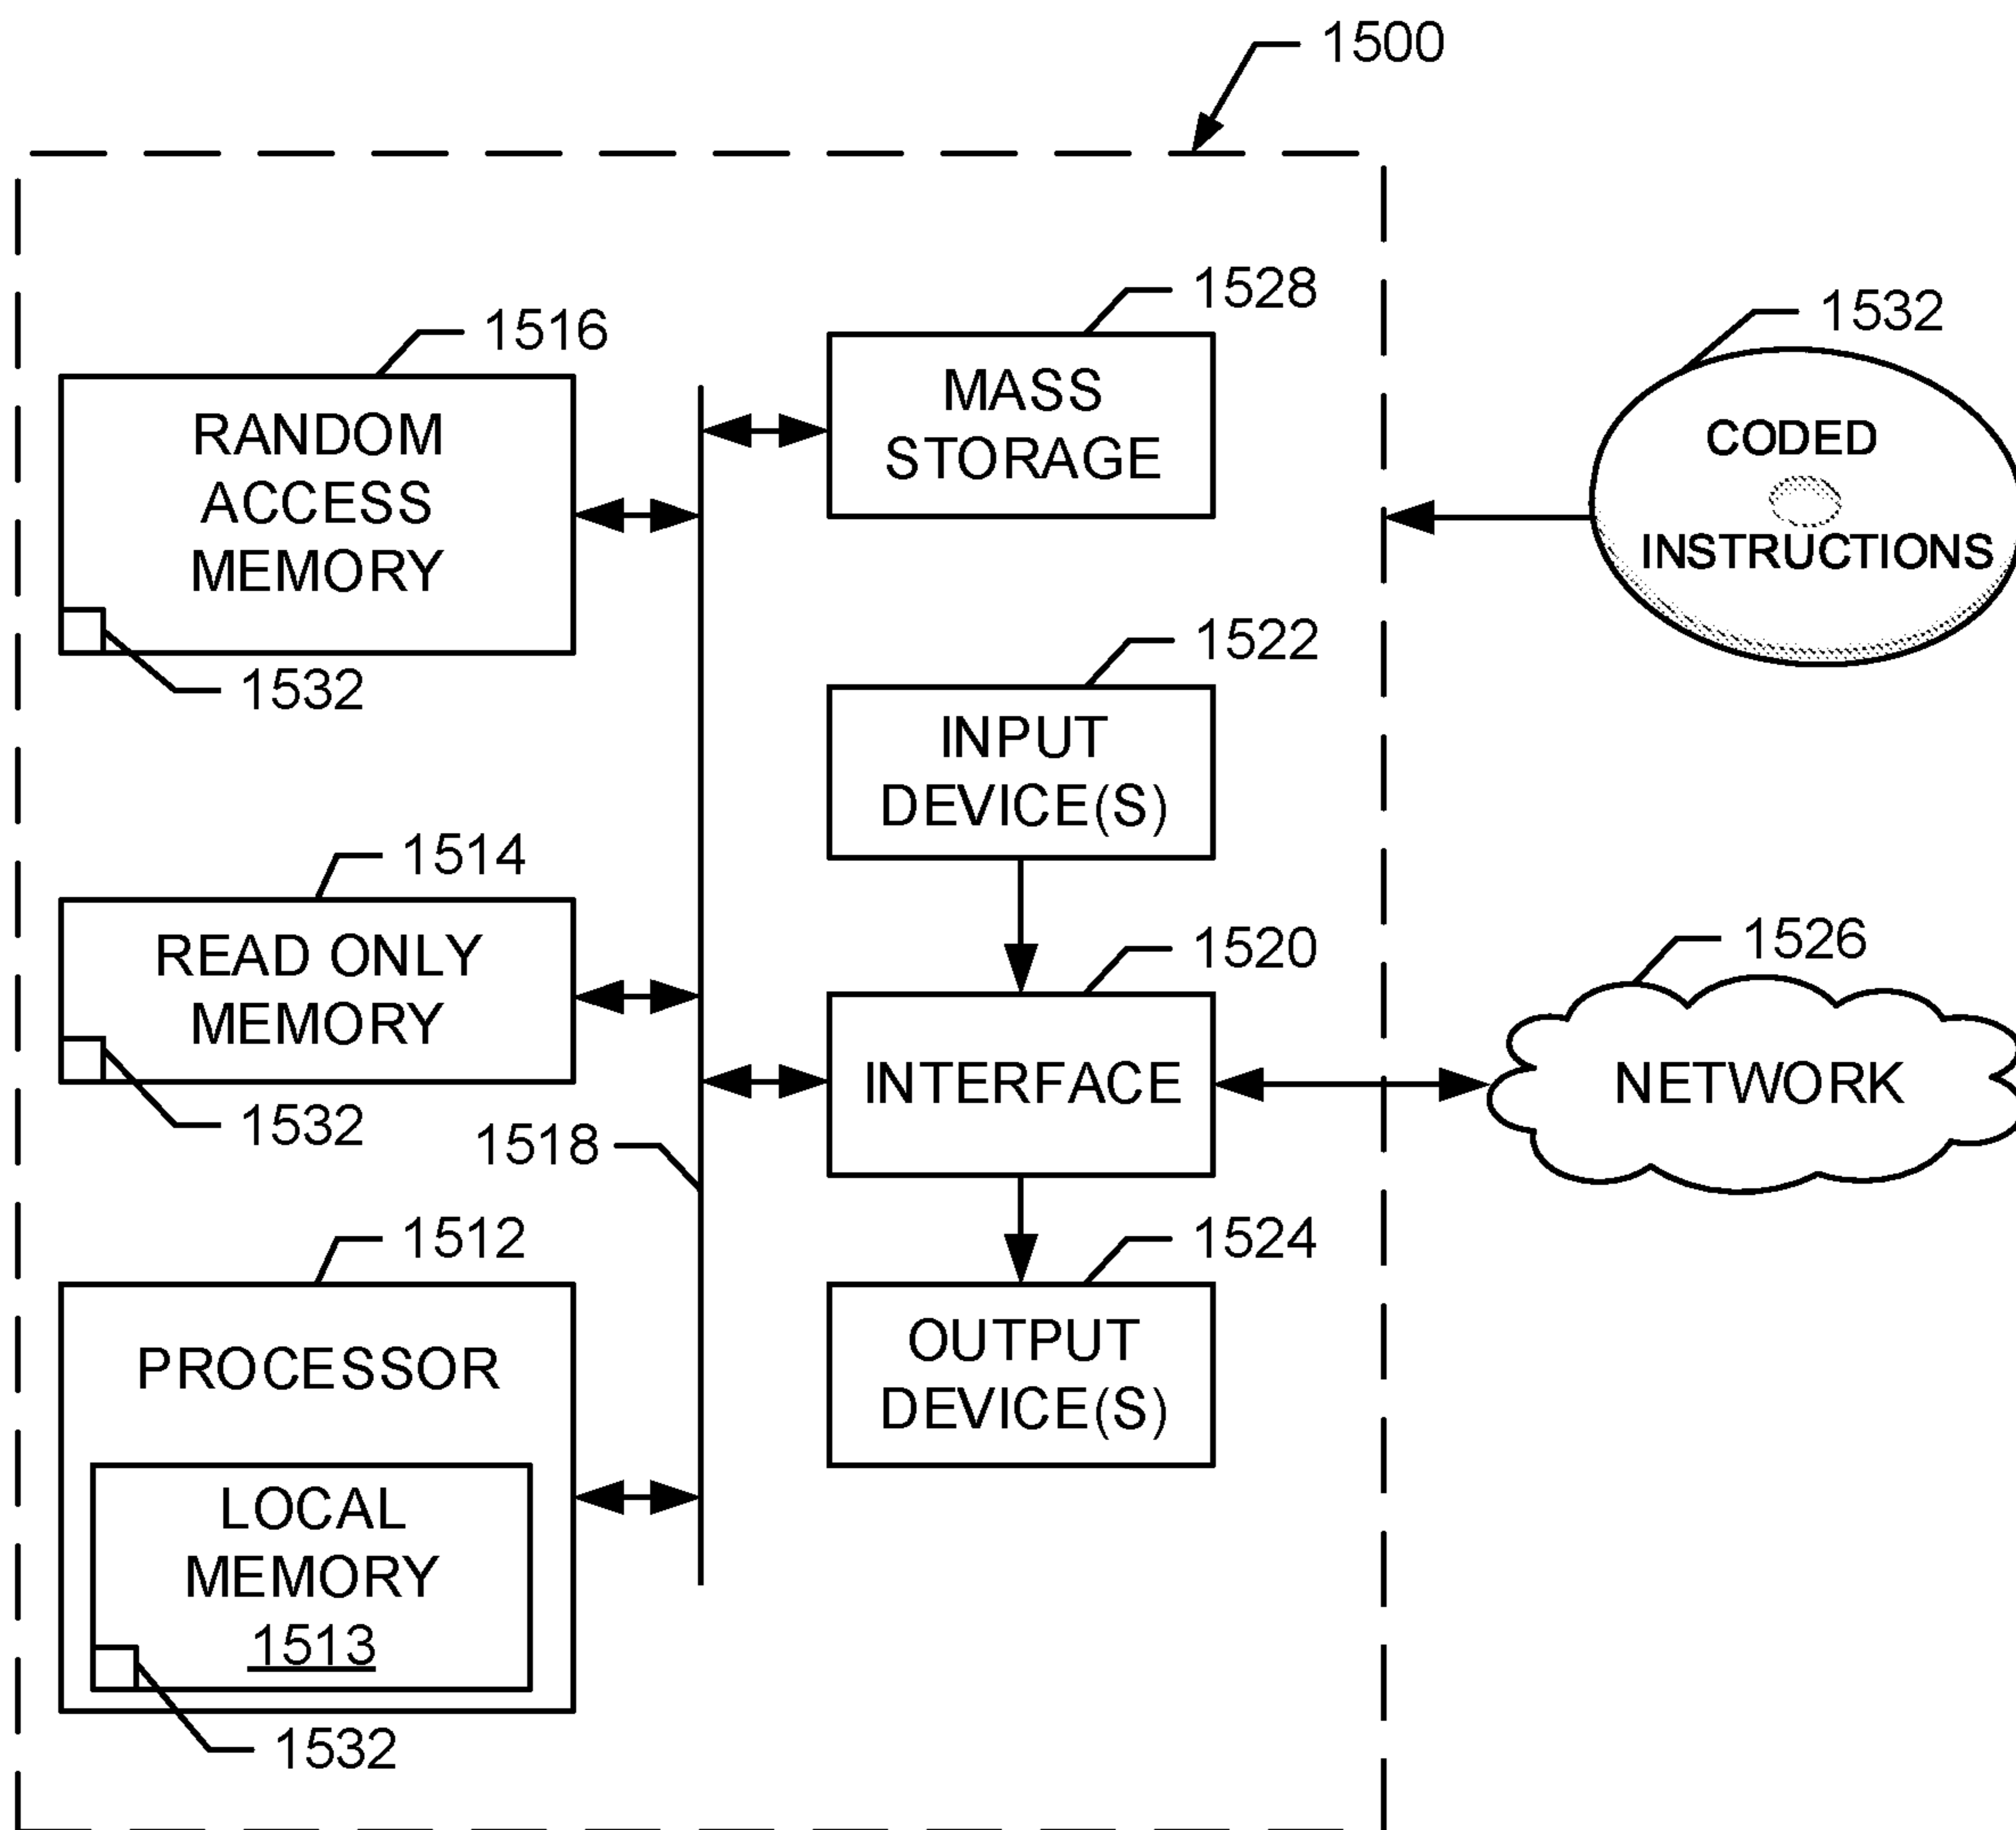 1500
1528
MASS
STORAGE
1516
RANDOM
ACCESS
MEMORY
1532
1532
CODED
INSTRUCTIONS
1522
INPUT
DEVICE(S)
1514
READ ONLY
MEMORY
1532
1520
INTERFACE
1526
NETWORK
1518
1512
PROCESSOR
LOCAL
MEMORY
1513
1532
1524
OUTPUT
DEVICE(S)